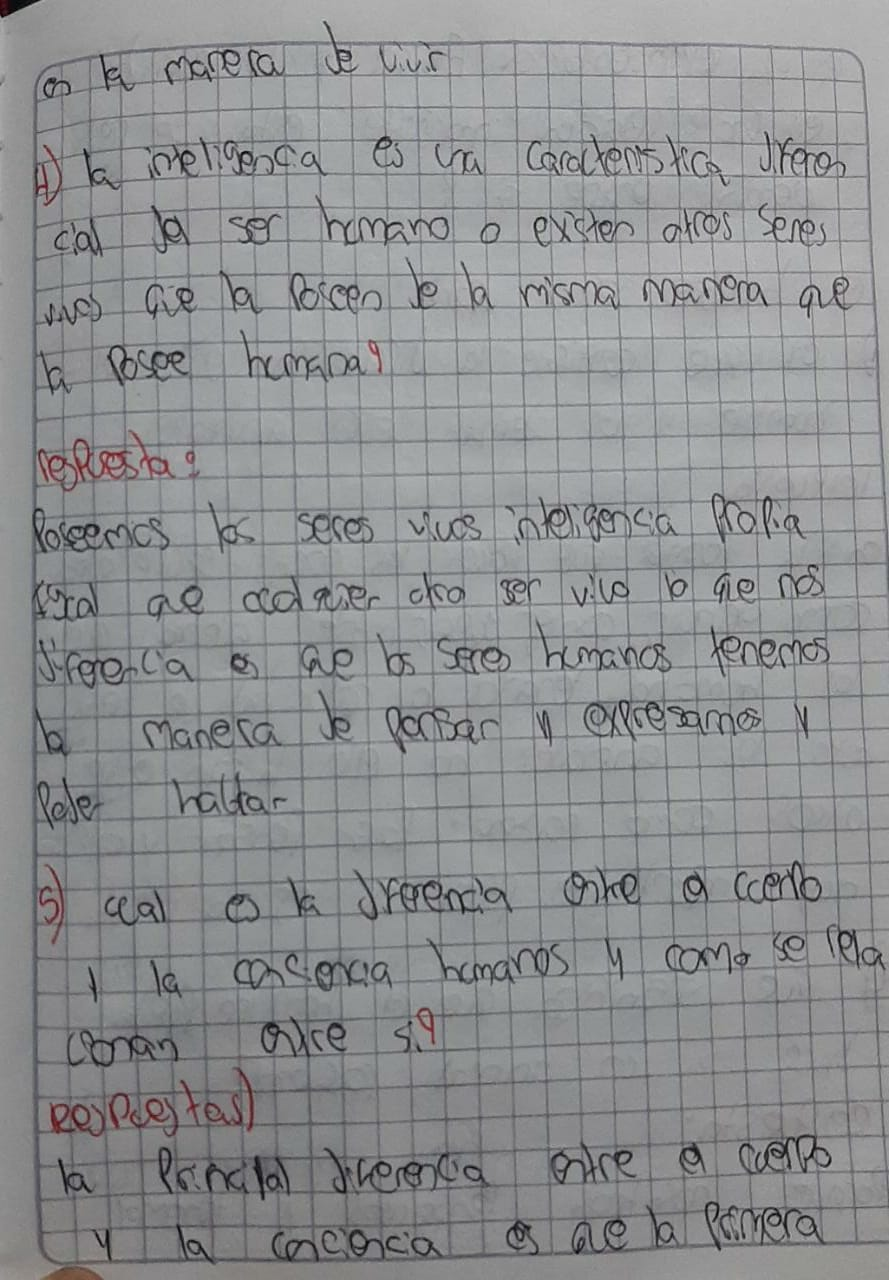 en la manera de vivir
4) la inteligencia es una caracteristica diferen
cial del ser humano o existen otros seres
vivos que la poseen de la misma manera que
la posee humana?
respuesta:
Poseemos los seres vivos inteligencia propia
igual que cualquier otro ser vivo lo que nos
diferencia es que los seres humanos tenemos
la manera de pensar y expresarnos y
Poder hablar
5) cual es la diferencia entre el cuerpo
y la conciencia humanos y como se rela
cionan entre si?
Respuestas)
la Principal diferencia entre el cuerpo
y la conciencia es que la primera